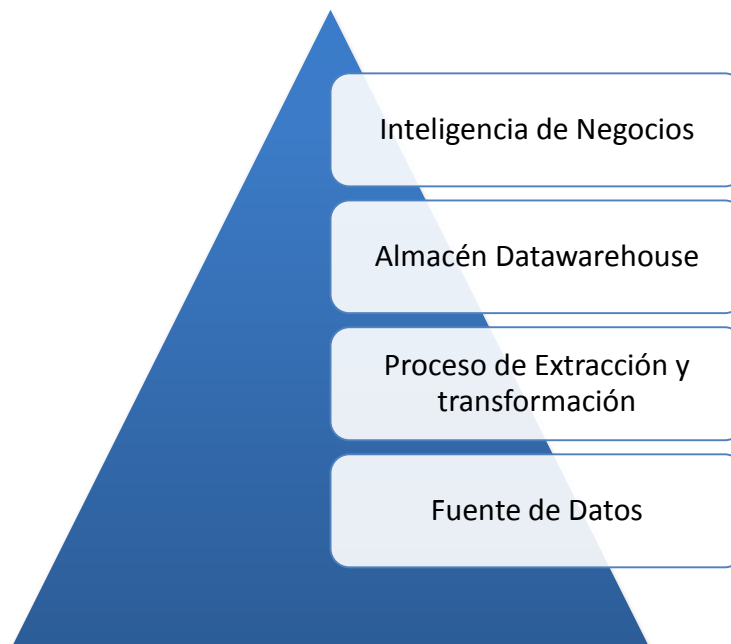 Inteligencia de Negocios
Almacén Datawarehouse
Proceso de Extracción y
transformación
Fuente de Datos